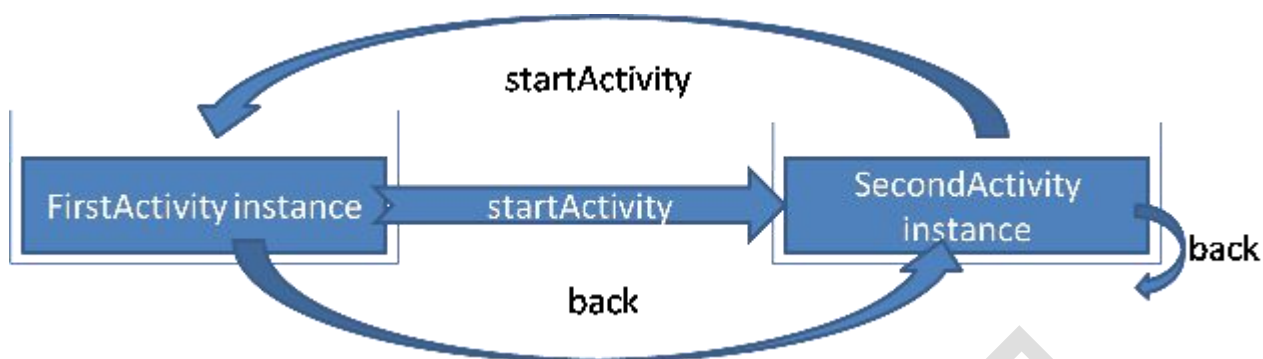 startActivity
FirstActivity instance
startActivity
SecondActivity
instance
back
back